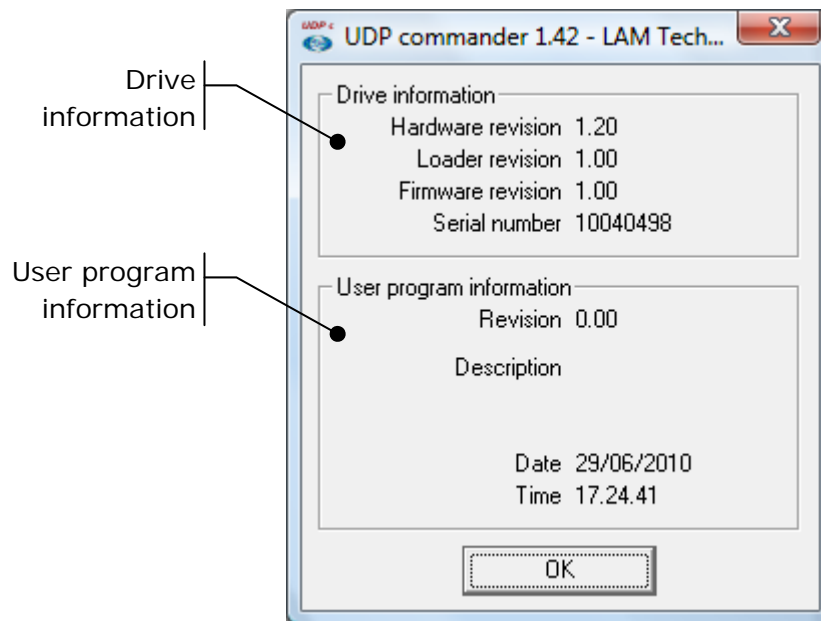 UDP c
UDP commander 1.42 - LAM Tech...
Drive
information
Drive information
Hardware revision 1.20
Loader revision 1.00
Firmware revision 1.00
Serial number 10040498
User program
information
User program information
Revision 0.00
Description
Date 29/06/2010
Time 17.24.41
OK